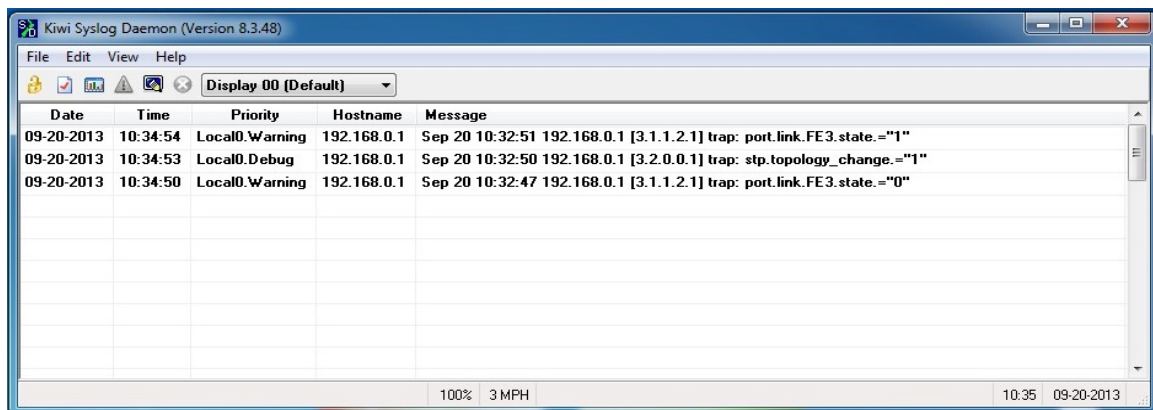 Kiwi Syslog Daemon (Version 8.3.48)
File Edit View Help
Display 00 (Default)
Date Time Priority Hostname Message
09-20-2013 10:34:54 Local0.Warning 192.168.0.1 Sep 20 10:32:51 192.168.0.1 [3.1.1.2.1] trap: port.link.FE3.state.="1"
09-20-2013 10:34:53 Local0.Debug 192.168.0.1 Sep 20 10:32:50 192.168.0.1 [3.2.0.0.1] trap: stp.topology_change.="1"
09-20-2013 10:34:50 Local0.Warning 192.168.0.1 Sep 20 10:32:47 192.168.0.1 [3.1.1.2.1] trap: port.link.FE3.state.="0"
100% 3 MPH 10:35 09-20-2013